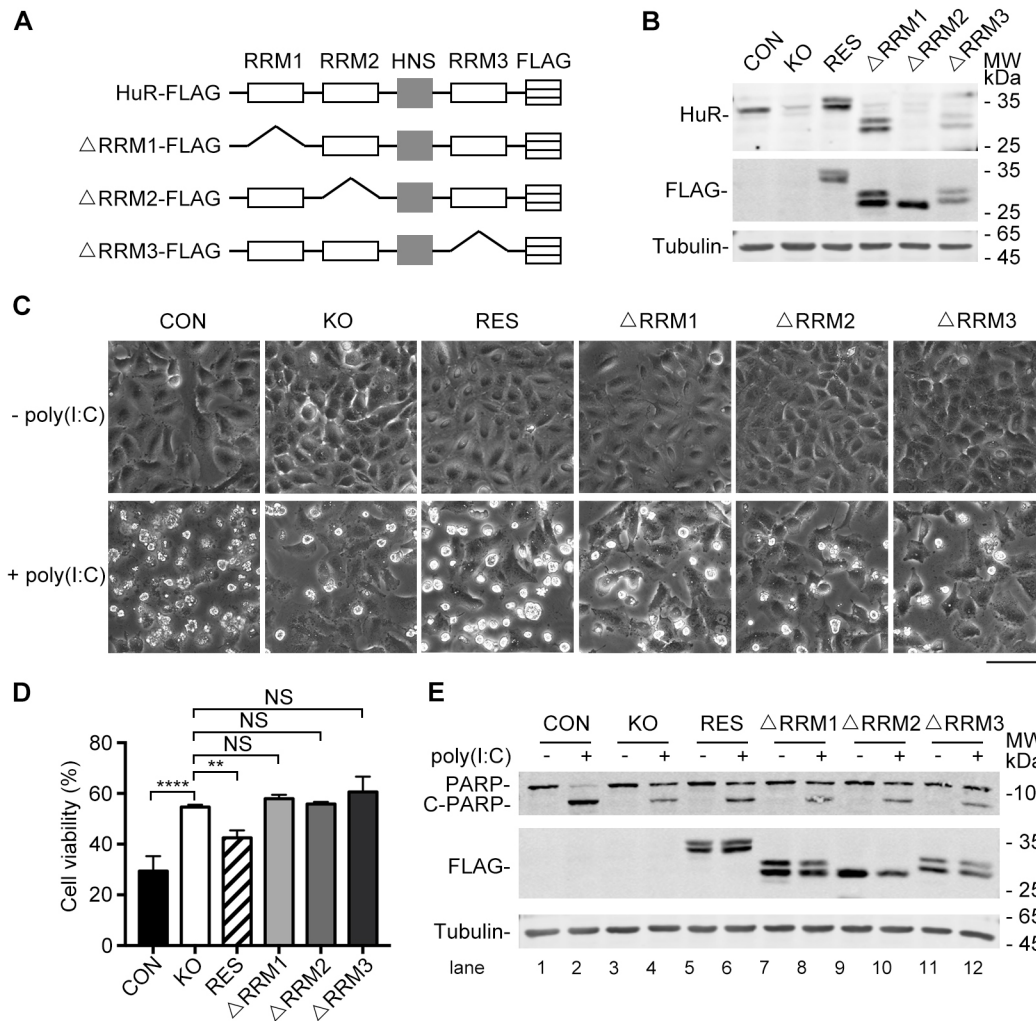 A
RRM1 RRM2 HNS RRM3 FLAG
HuR-FLAG
△RRM1-FLAG
△RRM2-FLAG
△RRM3-FLAG
B
CON KO RES △RRM1 △RRM2 △RRM3
MW
kDa
HuR-
- 35
- 25
FLAG-
- 35
- 25
Tubulin-
- 65
- 45
C
CON KO RES △RRM1 △RRM2 △RRM3
- poly(I:C)
+ poly(I:C)
D
NS
NS
NS
**** **
Cell viability (%)
80
60
40
20
0
CON KO RES △RRM1 △RRM2 △RRM3
E
CON KO RES △RRM1 △RRM2 △RRM3
MW
kDa
poly(I:C) - + - + - + - + - + - +
PARP-
C-PARP-
-10
FLAG-
- 35
- 25
Tubulin-
- 65
- 45
lane 1 2 3 4 5 6 7 8 9 10 11 12